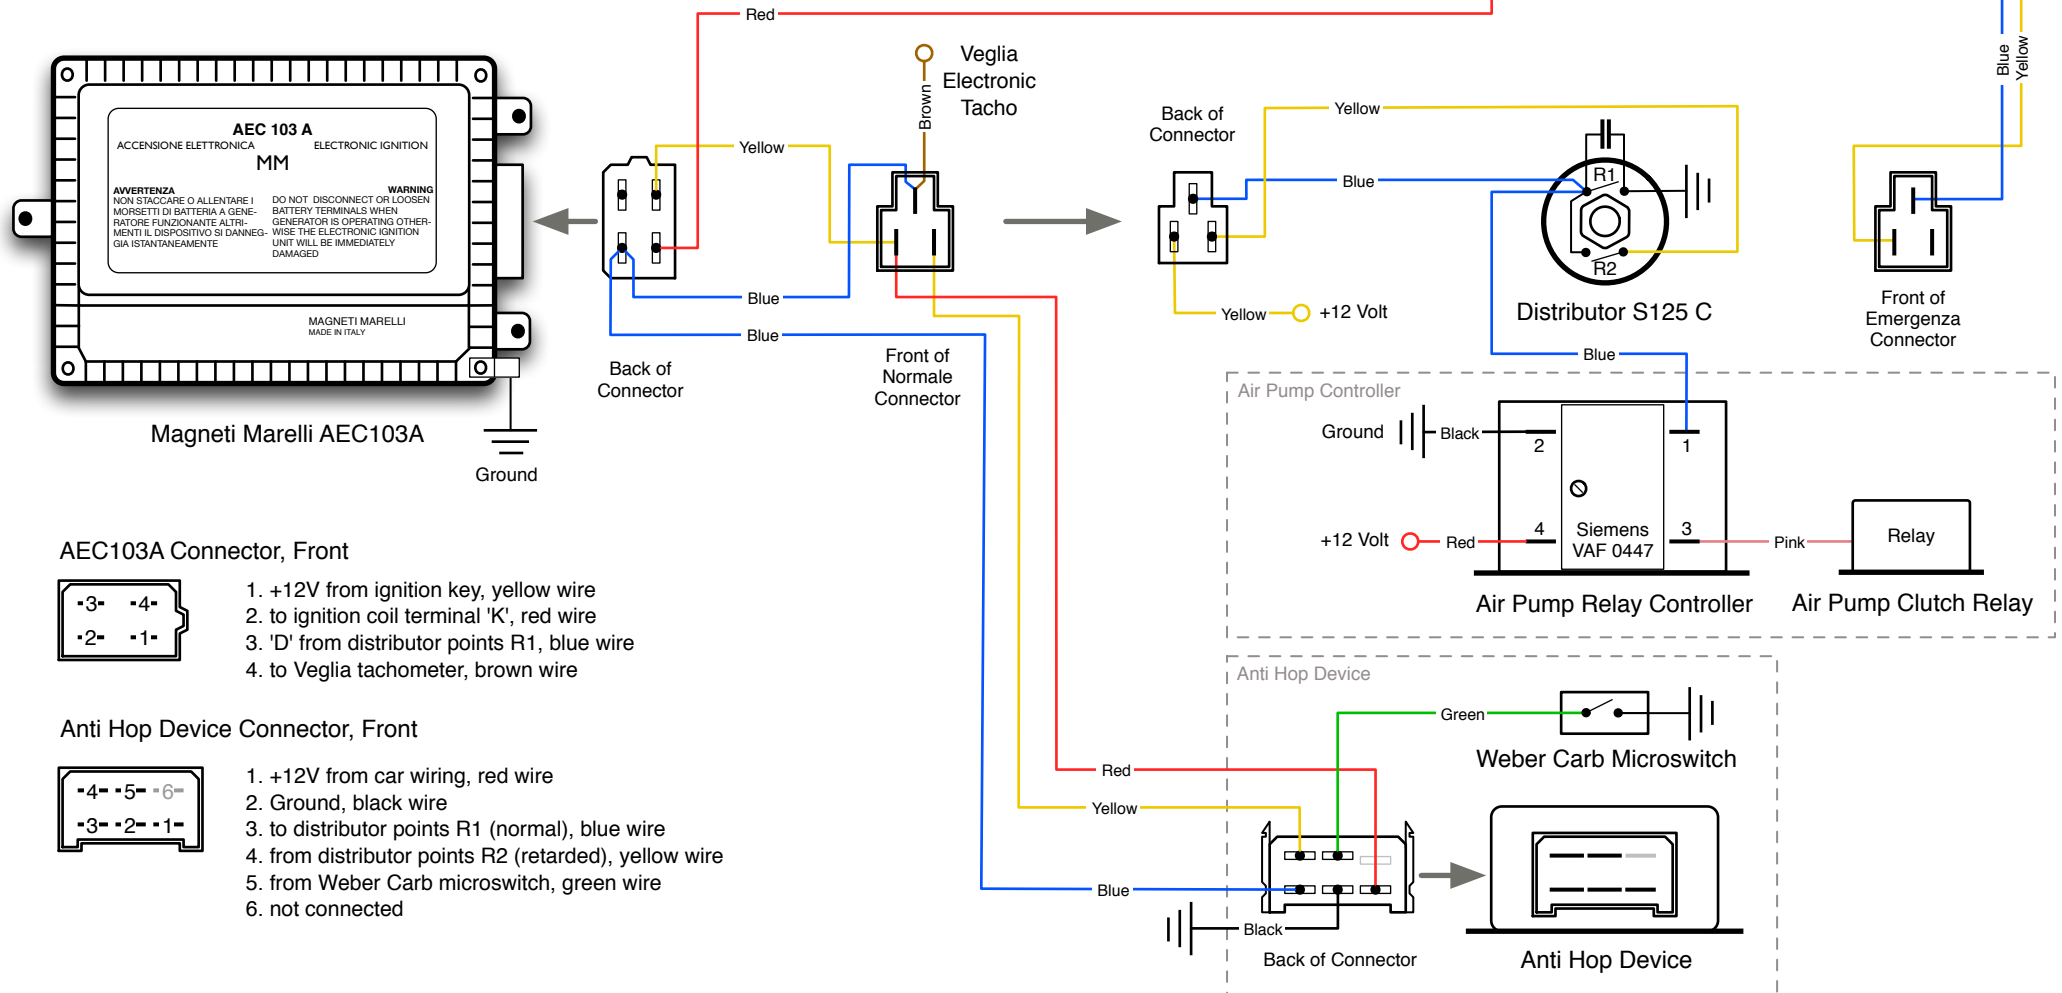 Red
Blue
Yellow
Veglia
Electronic
Tacho
Brown
Yellow
Back of
Connector
Yellow
Blue
R1
R2
Distributor S125 C
Yellow
+12 Volt
Front of
Emergenza
Connector
AEC 103 A
ACCENSIONE ELETTRONICA
ELECTRONIC IGNITION
MM
AVVERTENZA
NON STACCARE O ALLENTARE I
MORSETTI DI BATTERIA A GENE-
RATORE FUNZIONANTE ALTRI-
MENTI IL DISPOSITIVO SI DANNEG-
GIA ISTANTANEAMENTE
WARNING
DO NOT DISCONNECT OR LOOSEN
BATTERY TERMINALS WHEN
GENERATOR IS OPERATING OTHER-
WISE THE ELECTRONIC IGNITION
UNIT WILL BE IMMEDIATELY
DAMAGED
MAGNETI MARELLI
MADE IN ITALY
Blue
Blue
Back of
Connector
Front of
Normale
Connector
Magneti Marelli AEC103A
Ground
Blue
Air Pump Controller
Ground
Black
2
1
+12 Volt
Red
4
Siemens
VAF 0447
3
Pink
Relay
Air Pump Relay Controller
Air Pump Clutch Relay
AEC103A Connector, Front
-3- -4-
-2- -1-
1. +12V from ignition key, yellow wire
2. to ignition coil terminal 'K', red wire
3. 'D' from distributor points R1, blue wire
4. to Veglia tachometer, brown wire
Anti Hop Device Connector, Front
-4- -5- -6-
-3- -2- -1-
1. +12V from car wiring, red wire
2. Ground, black wire
3. to distributor points R1 (normal), blue wire
4. from distributor points R2 (retarded), yellow wire
5. from Weber Carb microswitch, green wire
6. not connected
Anti Hop Device
Green
Weber Carb Microswitch
Red
Yellow
Blue
Black
Back of Connector
Anti Hop Device